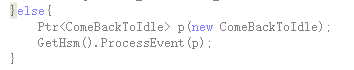 }else{
Ptr<ComeBackToIdle> p(new ComeBackToIdle);
GetHsm().ProcessEvent(p);
}